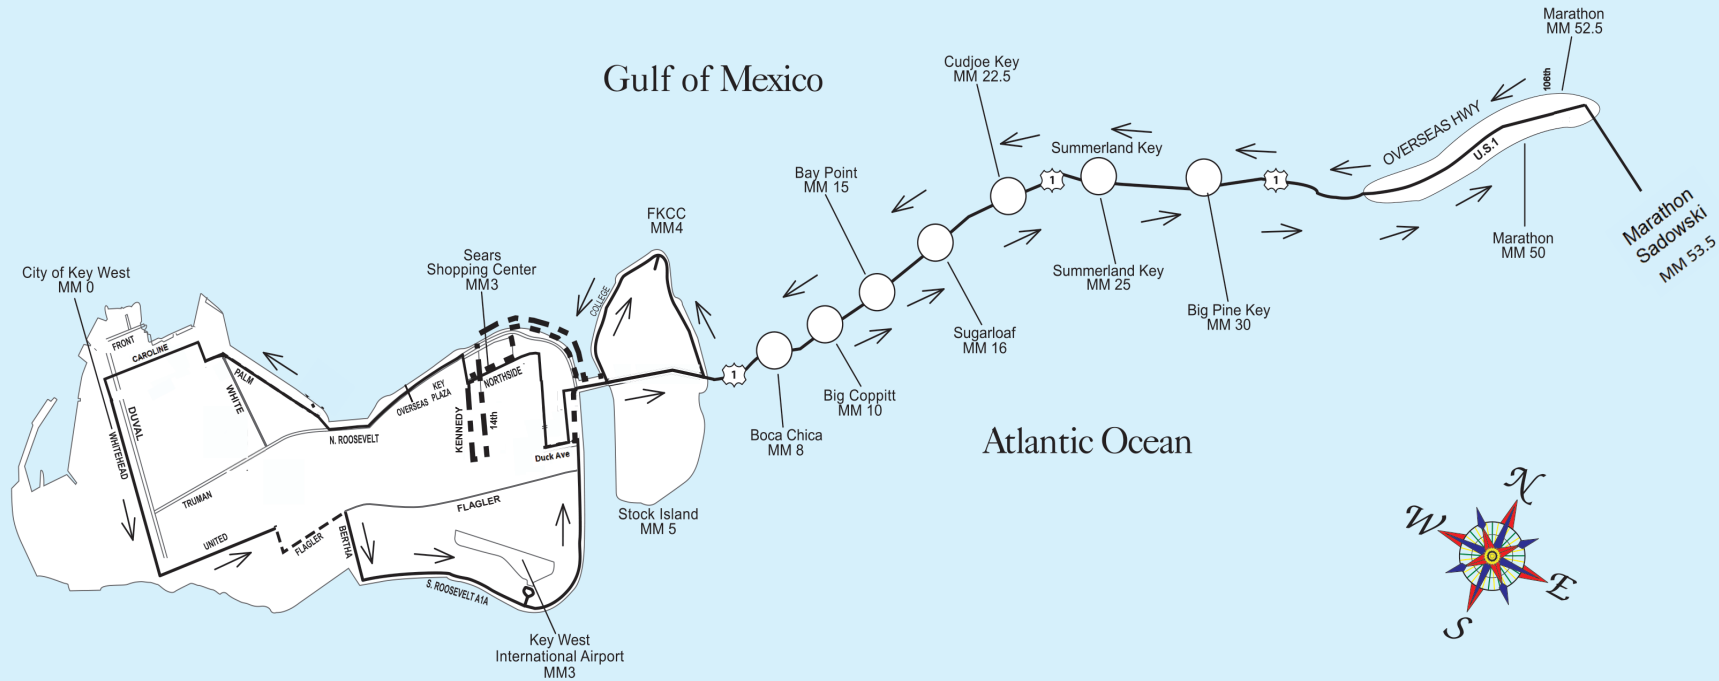 Marathon
MM 52.5
106th
Gulf of Mexico
Cudjoe Key
MM 22.5
OVERSEAS HWY
U.S.1
Summerland Key
1
1
Bay Point
MM 15
Marathon
Sadowski
MM 53.5
FKCC
MM4
Marathon
MM 50
Sears
Shopping Center
MM3
City of Key West
MM 0
COLLEGE
Summerland Key
MM 25
Big Pine Key
MM 30
Sugarloaf
MM 16
FRONT
CAROLINE
PALM
WHITE
DUVAL
WHITEHEAD
KEY
OVERSEAS PLAZA
NORTHSIDE
1
Big Coppitt
MM 10
KENNEDY
14th
N. ROOSEVELT
Boca Chica
MM 8
Atlantic Ocean
Duck Ave
TRUMAN
FLAGLER
UNITED
FLAGLER
BERTHA
Stock Island
MM 5
S. ROOSEVELT A1A
Key West
International Airport
MM3
N
W
E
S